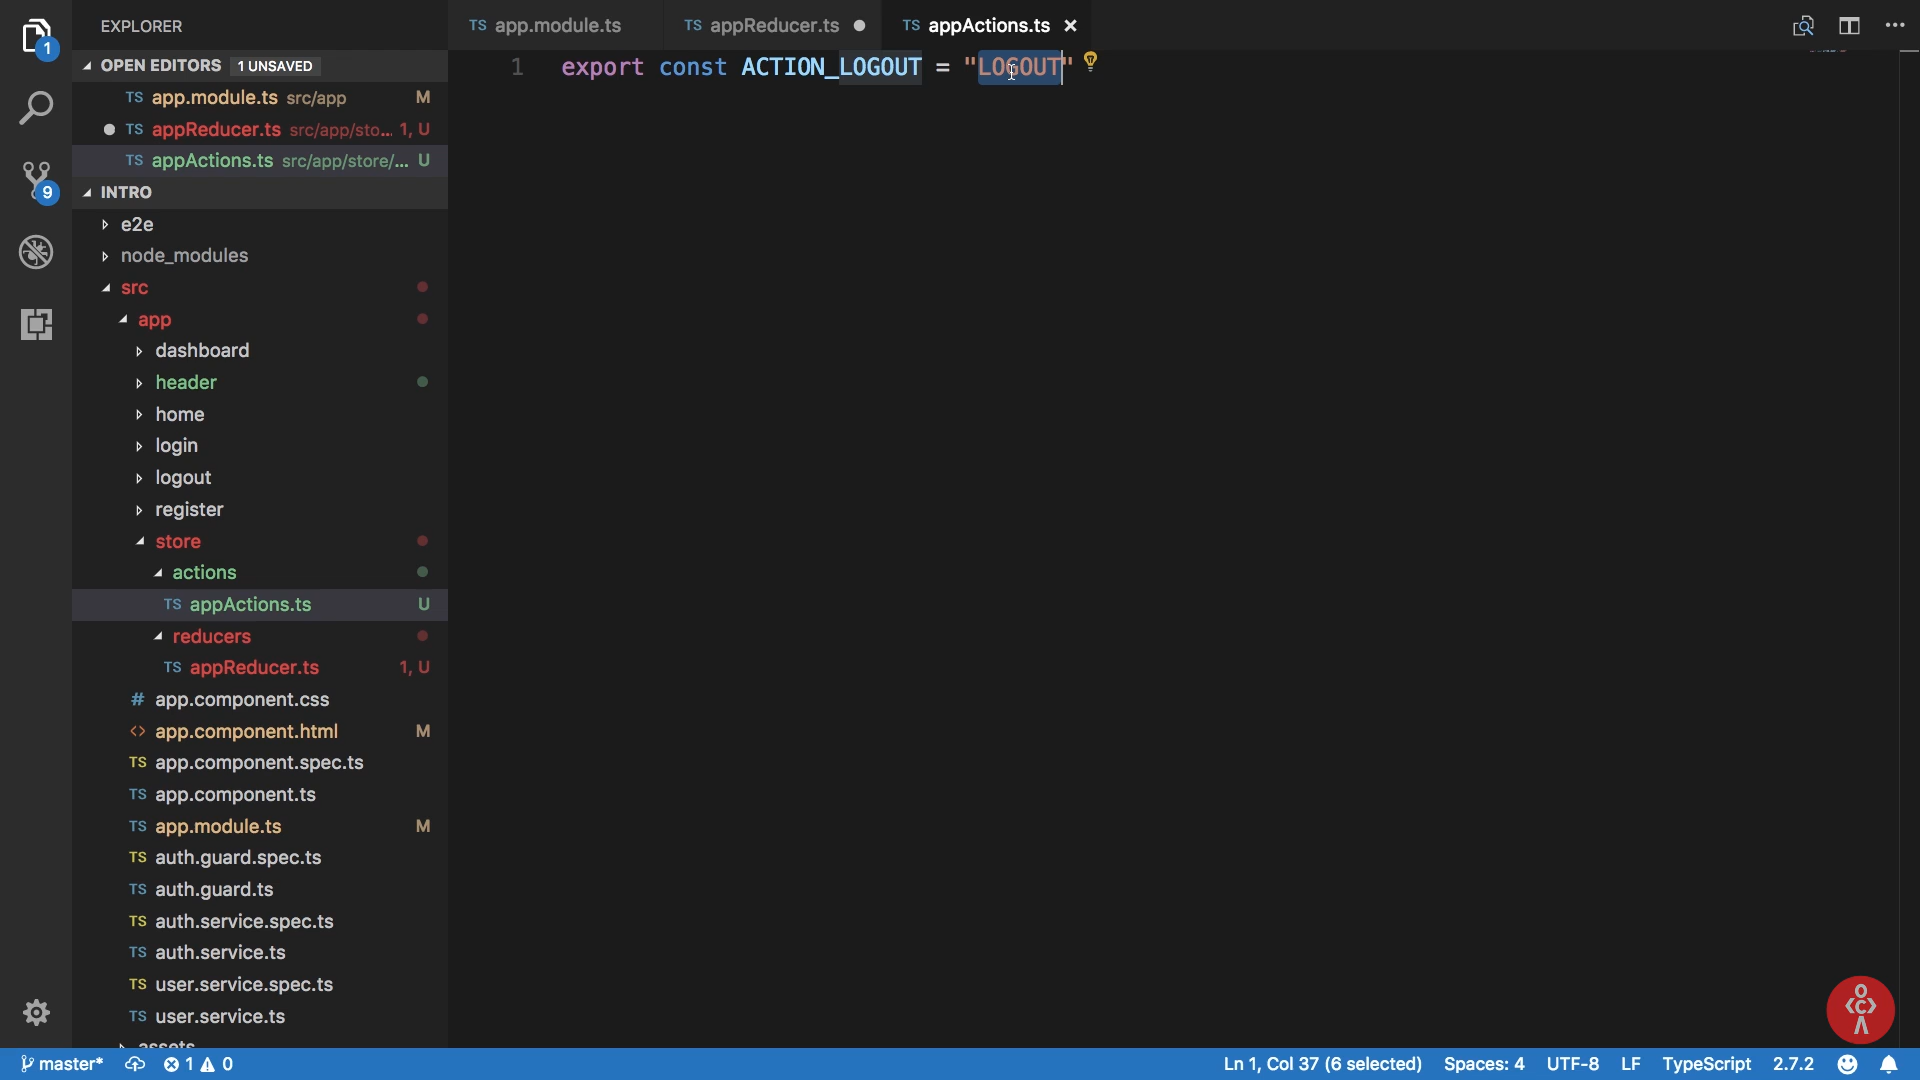 EXPLORER
OPEN EDITORS 1 UNSAVED
TS app.module.ts src/app M
TS appReducer.ts src/app/sto... 1, U
TS appActions.ts src/app/store/... U
INTRO
e2e
node_modules
src
app
dashboard
header
home
login
logout
register
store
actions
TS appActions.ts U
reducers
TS appReducer.ts 1, U
# app.component.css
<> app.component.html M
TS app.component.spec.ts
TS app.component.ts
TS app.module.ts M
TS auth.guard.spec.ts
TS auth.guard.ts
TS auth.service.spec.ts
TS auth.service.ts
TS user.service.spec.ts
TS user.service.ts
assets
1
9
TS app.module.ts TS appReducer.ts TS appActions.ts
1 export const ACTION_LOGOUT = "LOGOUT"
master* 1 0 Ln 1, Col 37 (6 selected) Spaces: 4 UTF-8 LF TypeScript 2.7.2